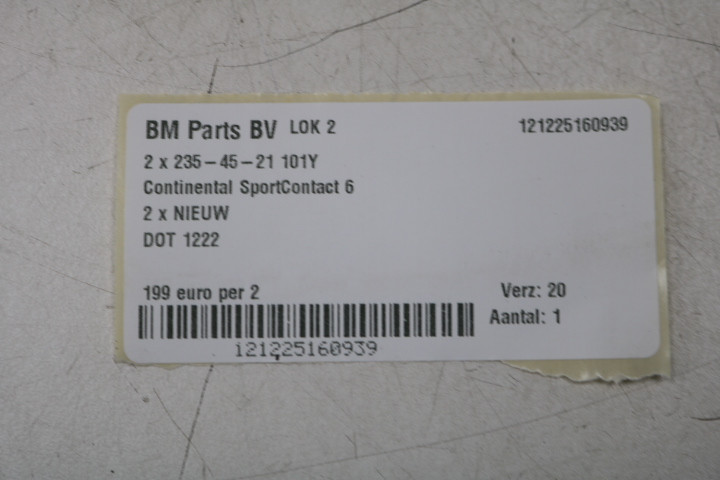 BM Parts BV LOK 2 121225160939
2 x 235-45-21 101Y
Continental SportContact 6
2 x NIEUW
DOT 1222
199 euro per 2 Verz: 20
Aantal: 1
121225160939